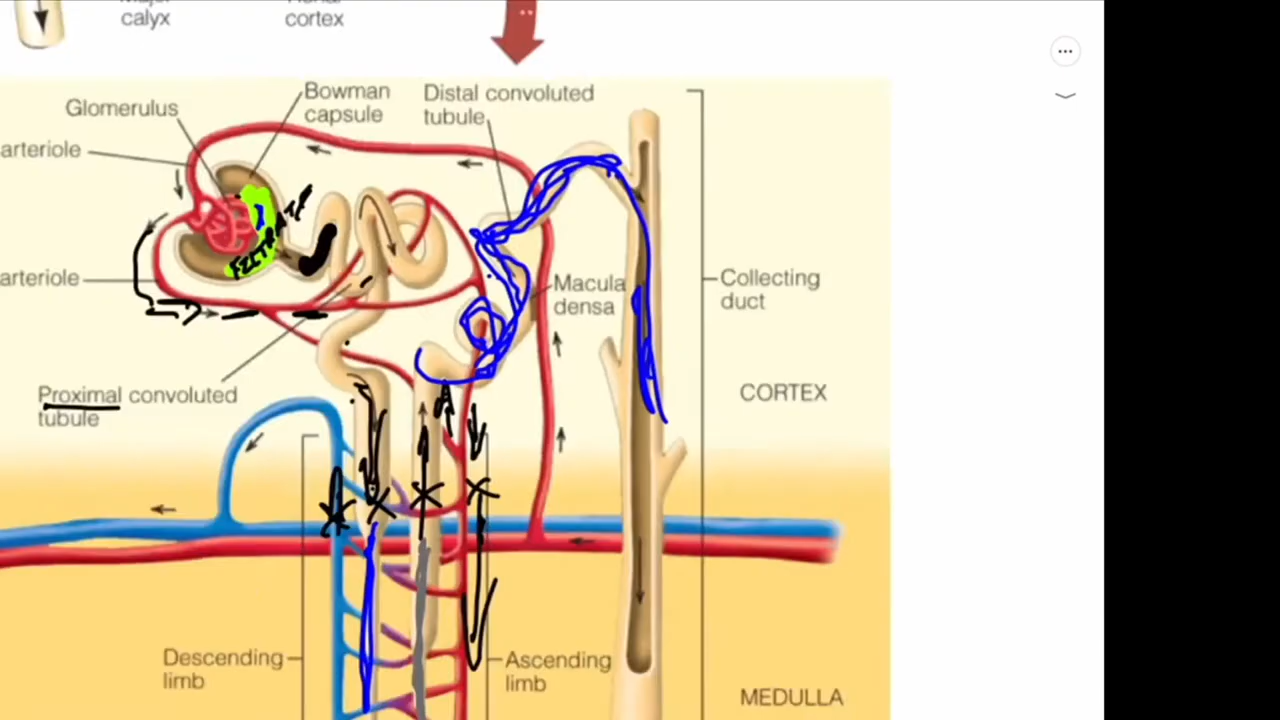 calyx
cortex
Glomerulus
Bowman
capsule
Distal convoluted
tubule
arteriole
arteriole
Macula
densa
Collecting
duct
Proximal convoluted
tubule
CORTEX
Descending
limb
Ascending
limb
MEDULLA